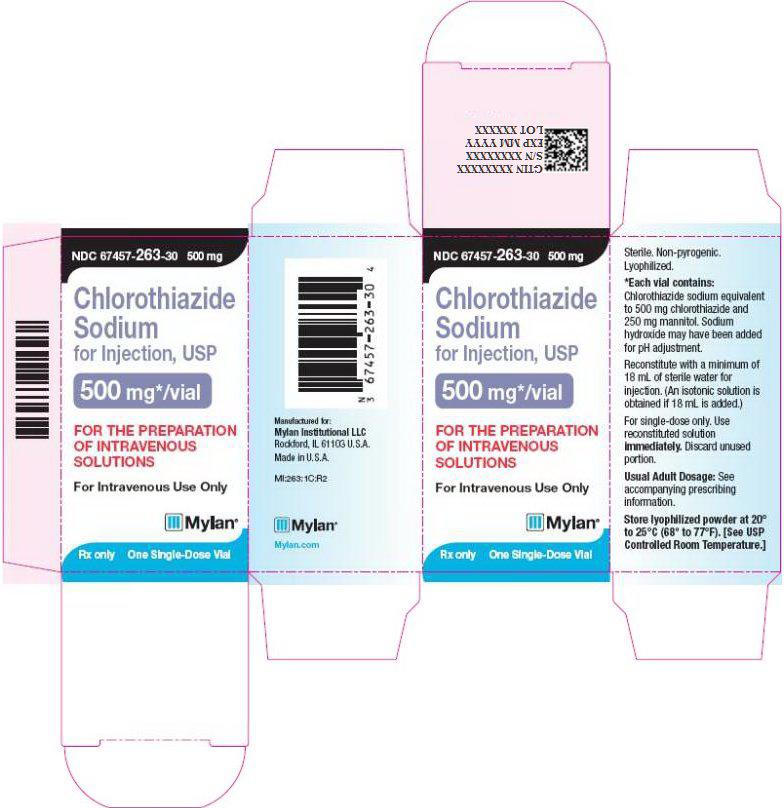 GTIN XXXXXXXXX
S/N XXXXXXXXX
EXP MM YYYY
LOT XXXXXX
NDC 67457-263-30 500 mg
Chlorothiazide
Sodium
for Injection, USP
500 mg*/vial
FOR THE PREPARATION
OF INTRAVENOUS
SOLUTIONS
For Intravenous Use Only
Mylan®
Rx only One Single-Dose Vial
N
3 67457-263-30 4
Manufactured for:
Mylan Institutional LLC
Rockford, IL 61103 U.S.A.
Made in U.S.A.
MI:263:1C:R2
Mylan®
Mylan.com
NDC 67457-263-30 500 mg
Chlorothiazide
Sodium
for Injection, USP
500 mg*/vial
FOR THE PREPARATION
OF INTRAVENOUS
SOLUTIONS
For Intravenous Use Only
Mylan®
Rx only One Single-Dose Vial
Sterile. Non-pyrogenic.
Lyophilized.
*Each vial contains:
Chlorothiazide sodium equivalent
to 500 mg chlorothiazide and
250 mg mannitol. Sodium
hydroxide may have been added
for pH adjustment.
Reconstitute with a minimum of
18 mL of sterile water for
injection. (An isotonic solution is
obtained if 18 mL is added.)
For single-dose only. Use
reconstituted solution
immediately. Discard unused
portion.
Usual Adult Dosage: See
accompanying prescribing
information.
Store lyophilized powder at 20°
to 25°C (68° to 77°F). [See USP
Controlled Room Temperature.]